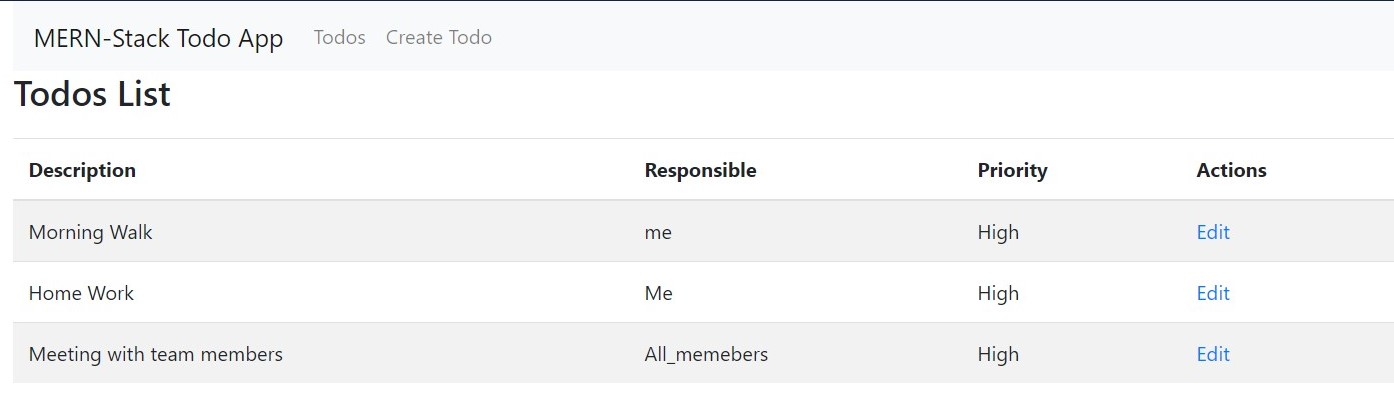 MERN-Stack Todo App Todos Create Todo
Todos List
Description Responsible Priority Actions
Morning Walk me High Edit
Home Work Me High Edit
Meeting with team members All_memebers High Edit